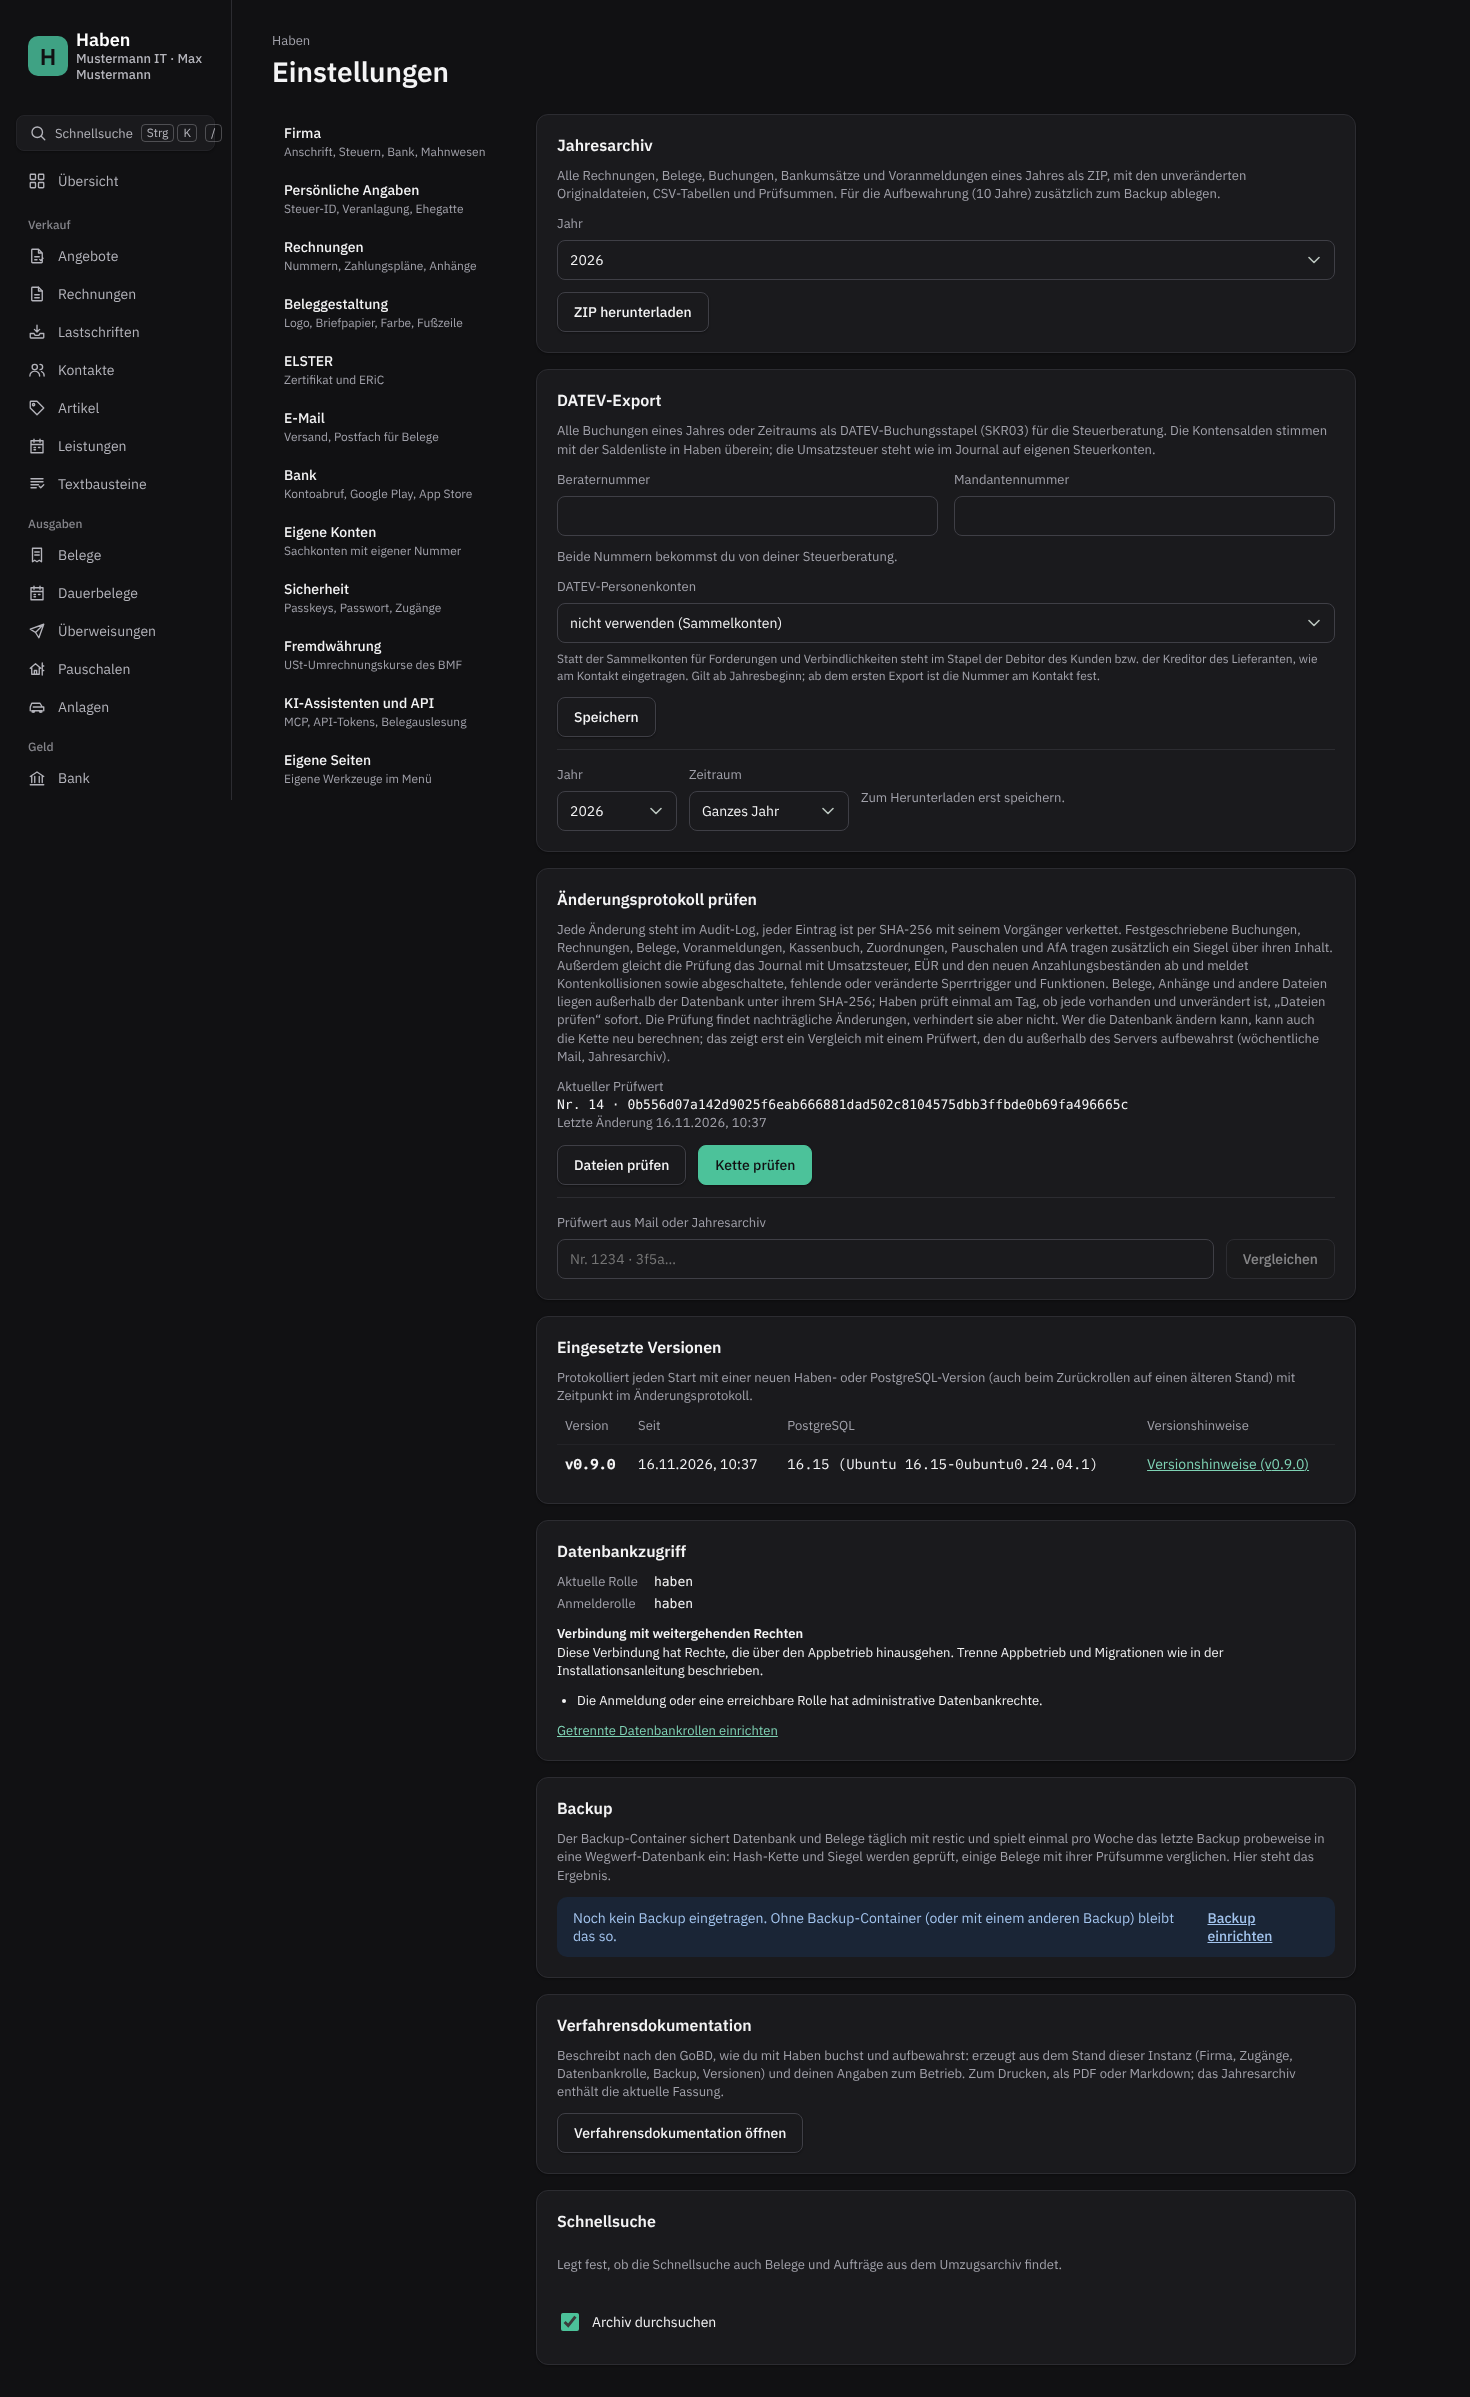 H
Haben
Mustermann IT · Max
Mustermann
Schnellsuche Strg K /
Übersicht
Verkauf
Angebote
Rechnungen
Lastschriften
Kontakte
Artikel
Leistungen
Textbausteine
Ausgaben
Belege
Dauerbelege
Überweisungen
Pauschalen
Anlagen
Geld
Bank
Haben
Einstellungen
Firma
Anschrift, Steuern, Bank, Mahnwesen
Persönliche Angaben
Steuer-ID, Veranlagung, Ehegatte
Rechnungen
Nummern, Zahlungspläne, Anhänge
Beleggestaltung
Logo, Briefpapier, Farbe, Fußzeile
ELSTER
Zertifikat und ERiC
E-Mail
Versand, Postfach für Belege
Bank
Kontoabruf, Google Play, App Store
Eigene Konten
Sachkonten mit eigener Nummer
Sicherheit
Passkeys, Passwort, Zugänge
Fremdwährung
USt-Umrechnungskurse des BMF
KI-Assistenten und API
MCP, API-Tokens, Belegauslesung
Eigene Seiten
Eigene Werkzeuge im Menü
Jahresarchiv
Alle Rechnungen, Belege, Buchungen, Bankumsätze und Voranmeldungen eines Jahres als ZIP, mit den unveränderten
Originaldateien, CSV-Tabellen und Prüfsummen. Für die Aufbewahrung (10 Jahre) zusätzlich zum Backup ablegen.
Jahr
2026
ZIP herunterladen
DATEV-Export
Alle Buchungen eines Jahres oder Zeitraums als DATEV-Buchungsstapel (SKR03) für die Steuerberatung. Die Kontensalden stimmen
mit der Saldenliste in Haben überein; die Umsatzsteuer steht wie im Journal auf eigenen Steuerkonten.
Beraternummer Mandantennummer
Beide Nummern bekommst du von deiner Steuerberatung.
DATEV-Personenkonten
nicht verwenden (Sammelkonten)
Statt der Sammelkonten für Forderungen und Verbindlichkeiten steht im Stapel der Debitor des Kunden bzw. der Kreditor des Lieferanten, wie
am Kontakt eingetragen. Gilt ab Jahresbeginn; ab dem ersten Export ist die Nummer am Kontakt fest.
Speichern
Jahr Zeitraum
2026 Ganzes Jahr Zum Herunterladen erst speichern.
Änderungsprotokoll prüfen
Jede Änderung steht im Audit-Log, jeder Eintrag ist per SHA-256 mit seinem Vorgänger verkettet. Festgeschriebene Buchungen,
Rechnungen, Belege, Voranmeldungen, Kassenbuch, Zuordnungen, Pauschalen und AfA tragen zusätzlich ein Siegel über ihren Inhalt.
Außerdem gleicht die Prüfung das Journal mit Umsatzsteuer, EÜR und den neuen Anzahlungsbeständen ab und meldet
Kontenkollisionen sowie abgeschaltete, fehlende oder veränderte Sperrtrigger und Funktionen. Belege, Anhänge und andere Dateien
liegen außerhalb der Datenbank unter ihrem SHA-256; Haben prüft einmal am Tag, ob jede vorhanden und unverändert ist, „Dateien
prüfen“ sofort. Die Prüfung findet nachträgliche Änderungen, verhindert sie aber nicht. Wer die Datenbank ändern kann, kann auch
die Kette neu berechnen; das zeigt erst ein Vergleich mit einem Prüfwert, den du außerhalb des Servers aufbewahrst (wöchentliche
Mail, Jahresarchiv).
Aktueller Prüfwert
Nr. 14 · 0b556d07a142d9025f6eab666881dad502c8104575dbb3ffbde0b69fa496665c
Letzte Änderung 16.11.2026, 10:37
Dateien prüfen Kette prüfen
Prüfwert aus Mail oder Jahresarchiv
Nr. 1234 · 3f5a… Vergleichen
Eingesetzte Versionen
Protokolliert jeden Start mit einer neuen Haben- oder PostgreSQL-Version (auch beim Zurückrollen auf einen älteren Stand) mit
Zeitpunkt im Änderungsprotokoll.
Version Seit PostgreSQL Versionshinweise
v0.9.0 16.11.2026, 10:37 16.15 (Ubuntu 16.15-0ubuntu0.24.04.1) Versionshinweise (v0.9.0)
Datenbankzugriff
Aktuelle Rolle haben
Anmelderolle haben
Verbindung mit weitergehenden Rechten
Diese Verbindung hat Rechte, die über den Appbetrieb hinausgehen. Trenne Appbetrieb und Migrationen wie in der
Installationsanleitung beschrieben.
• Die Anmeldung oder eine erreichbare Rolle hat administrative Datenbankrechte.
Getrennte Datenbankrollen einrichten
Backup
Der Backup-Container sichert Datenbank und Belege täglich mit restic und spielt einmal pro Woche das letzte Backup probeweise in
eine Wegwerf-Datenbank ein: Hash-Kette und Siegel werden geprüft, einige Belege mit ihrer Prüfsumme verglichen. Hier steht das
Ergebnis.
Noch kein Backup eingetragen. Ohne Backup-Container (oder mit einem anderen Backup) bleibt
das so.
Backup
einrichten
Verfahrensdokumentation
Beschreibt nach den GoBD, wie du mit Haben buchst und aufbewahrst: erzeugt aus dem Stand dieser Instanz (Firma, Zugänge,
Datenbankrolle, Backup, Versionen) und deinen Angaben zum Betrieb. Zum Drucken, als PDF oder Markdown; das Jahresarchiv
enthält die aktuelle Fassung.
Verfahrensdokumentation öffnen
Schnellsuche
Legt fest, ob die Schnellsuche auch Belege und Aufträge aus dem Umzugsarchiv findet.
Archiv durchsuchen